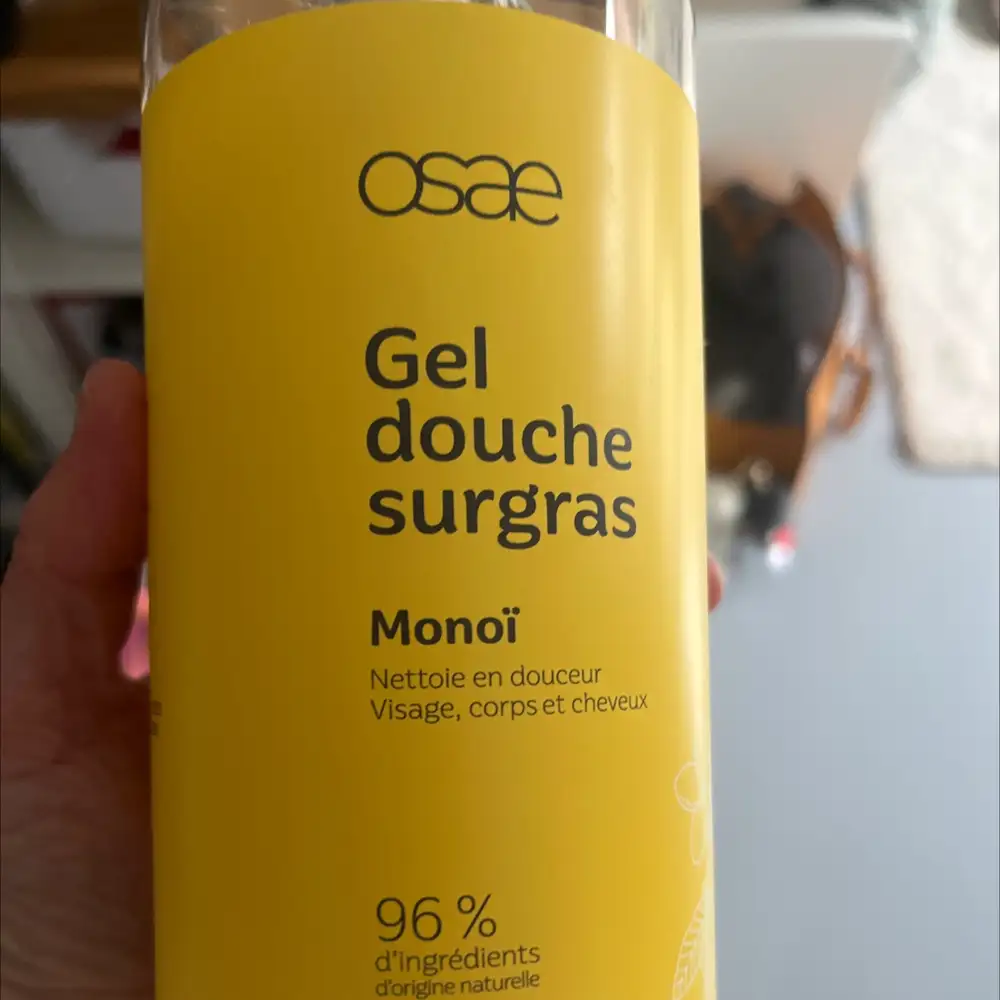 osae
Gel
douche
surgras
Monoï
Nettoie en douceur
Visage, corps et cheveux
96 %
d'ingrédients
d'origine naturelle